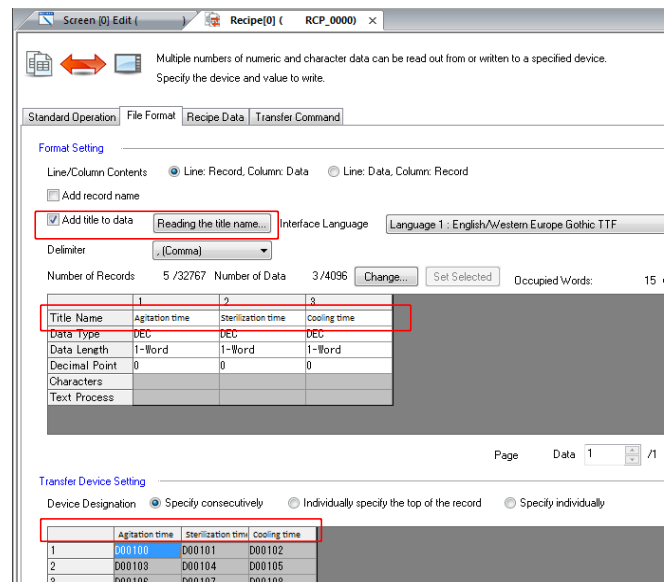 Screen [0] Edit ( ) Recipe[0] ( RCP_0000) ×
Multiple numbers of numeric and character data can be read out from or written to a specified device.
Specify the device and value to write.
Standard Operation File Format Recipe Data Transfer Command
Format Setting
Line/Column Contents Line: Record, Column: Data Line: Data, Column: Record
Add record name
Add title to data Reading the title name... Interface Language Language 1 : English/Western Europe Gothic TTF
Delimiter , (Comma)
Number of Records 5 /32767 Number of Data 3 /4096 Change... Set Selected Occupied Words: 15
1 2 3
Title Name Agitation time Sterilization time Cooling time
Data Type DEC DEC DEC
Data Length 1-Word 1-Word 1-Word
Decimal Point 0 0 0
Characters
Text Process
Page Data 1 /1
Transfer Device Setting
Device Designation Specify consecutively Individually specify the top of the record Specify individually
Agitation time Sterilization time Cooling time
1 D00100 D00101 D00102
2 D00103 D00104 D00105
3 D00106 D00107 D00108